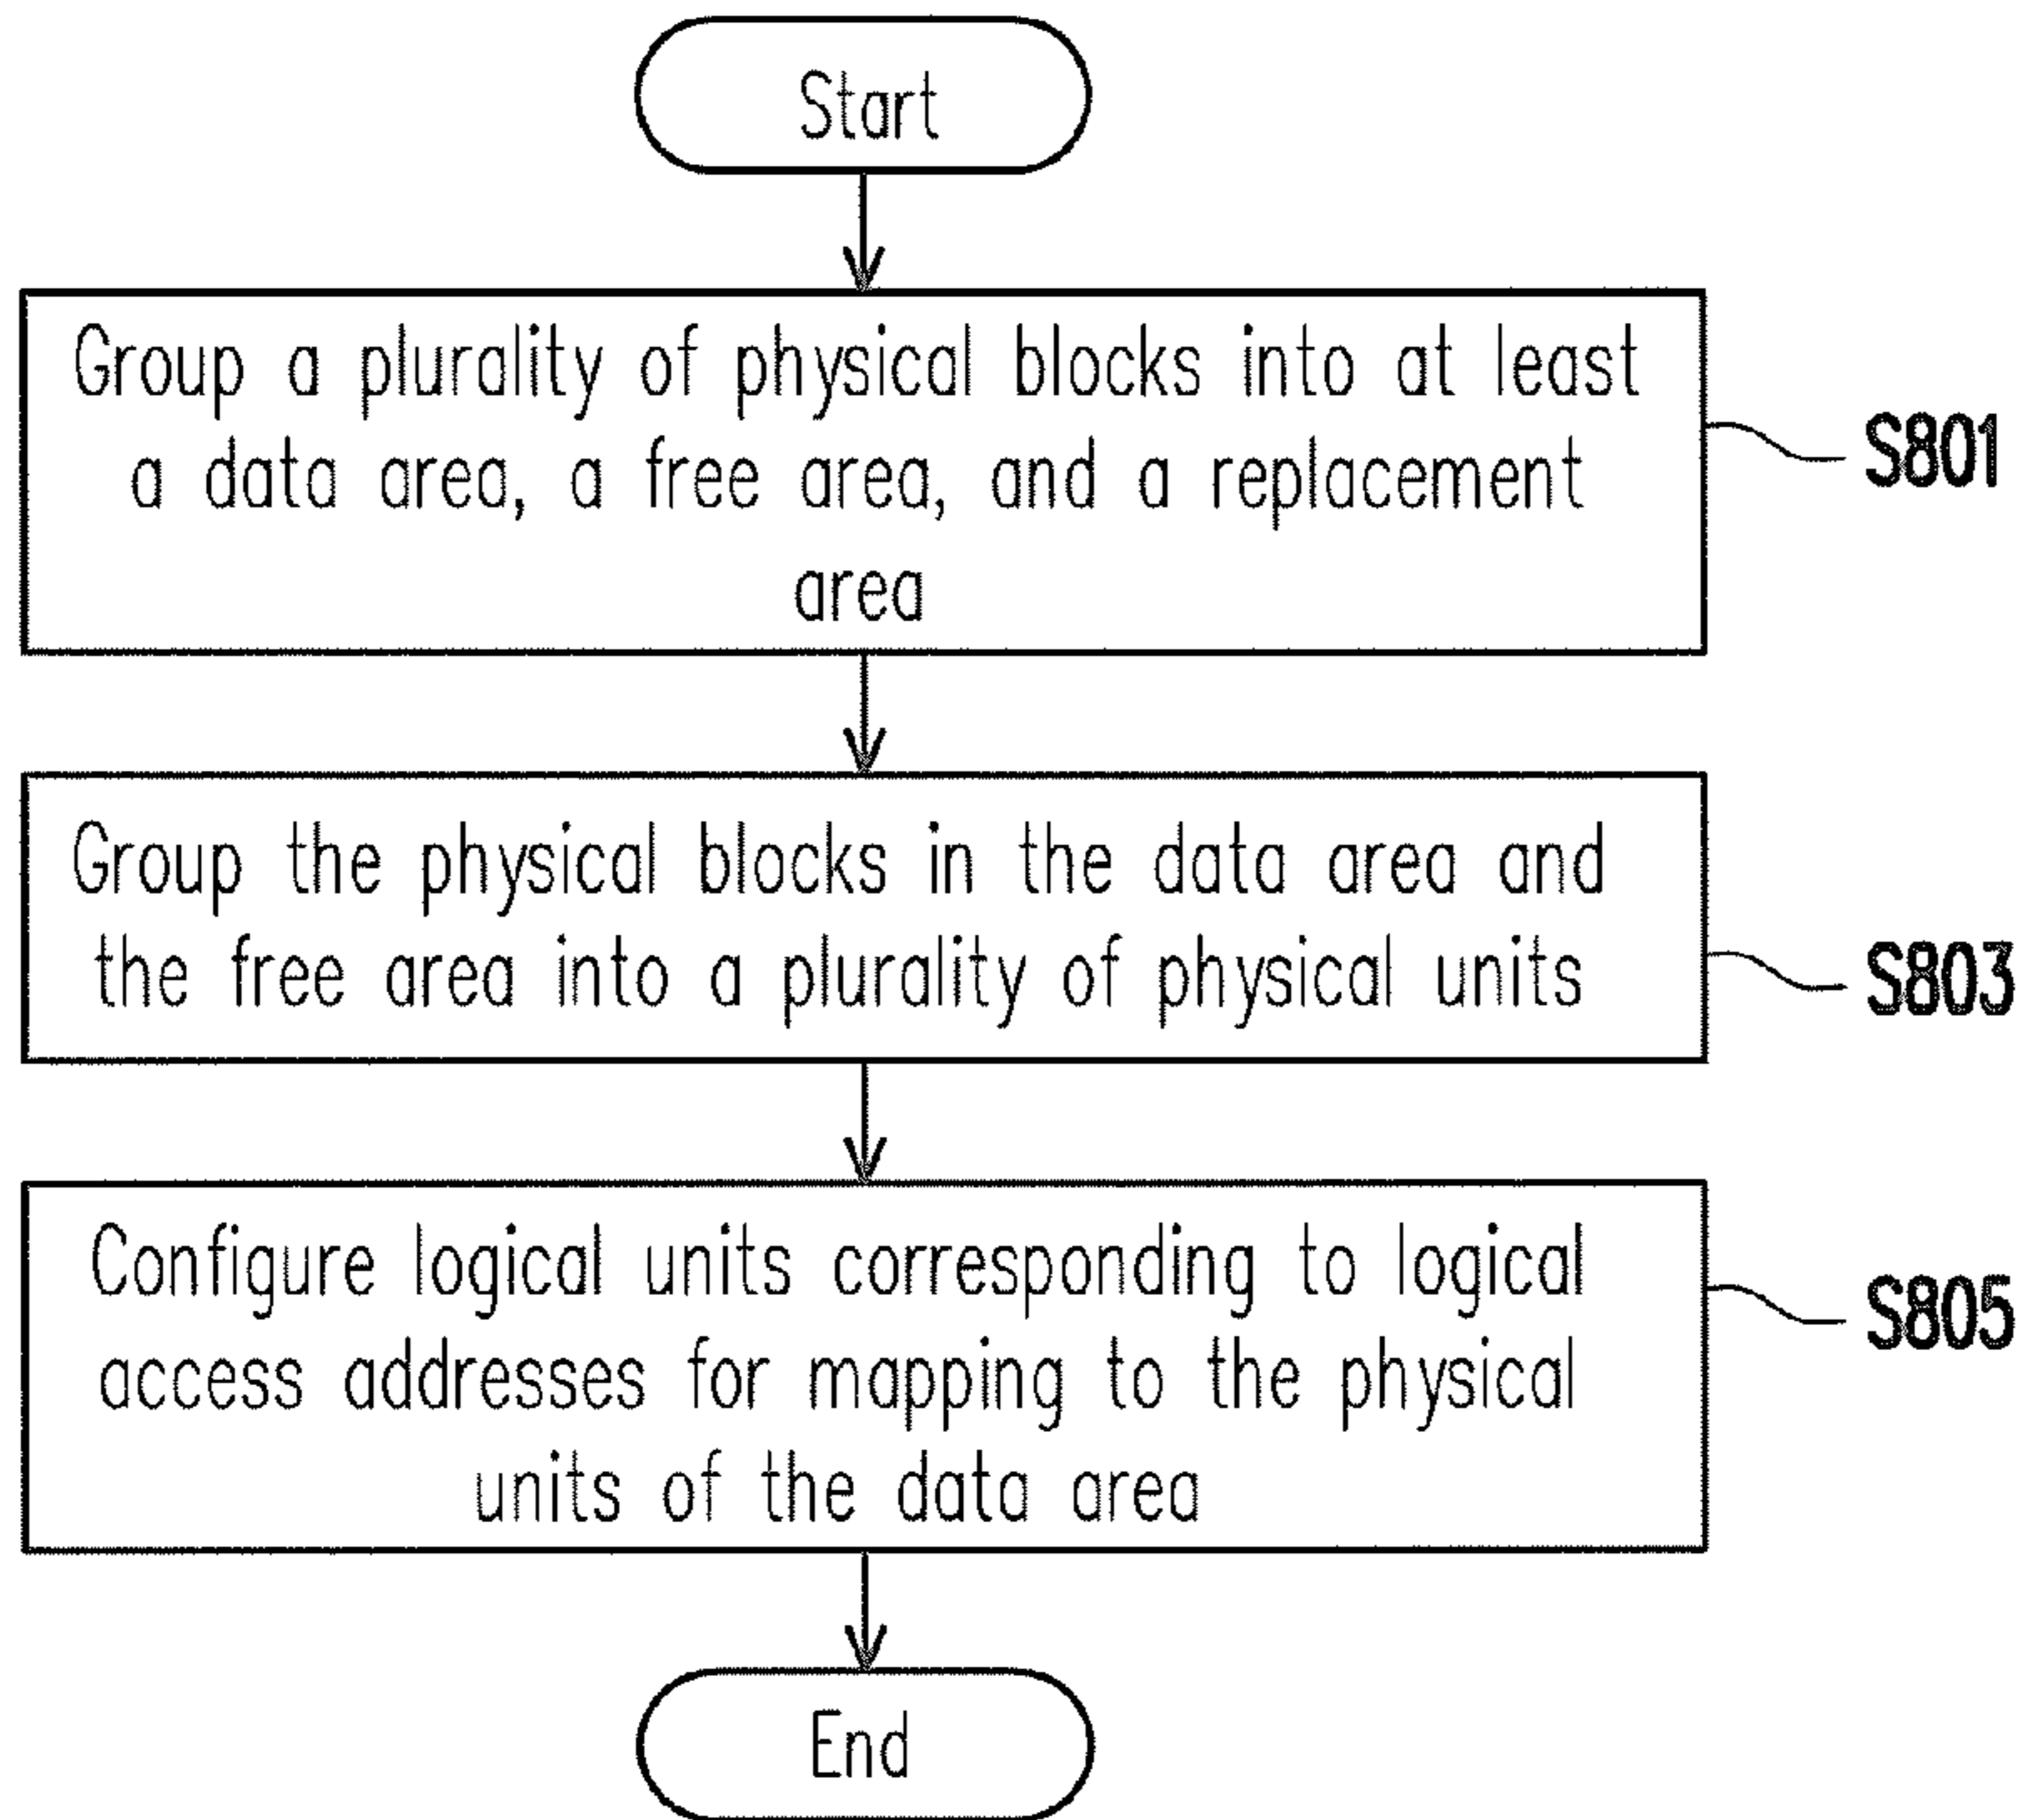 Start
Group a plurality of physical blocks into at least
a data area, a free area, and a replacement
area
S801
Group the physical blocks in the data area and
the free area into a plurality of physical units
S803
Configure logical units corresponding to logical
access addresses for mapping to the physical
units of the data area
S805
End